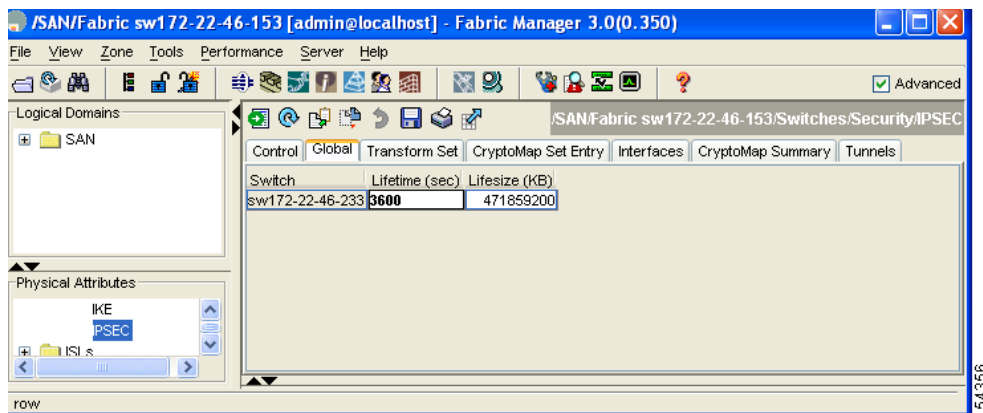 /SAN/Fabric sw172-22-46-153 [admin@localhost] - Fabric Manager 3.0(0.350)
File View Zone Tools Performance Server Help
Advanced
Logical Domains
SAN
/SAN/Fabric sw172-22-46-153/Switches/Security/IPSEC
Control Global Transform Set CryptoMap Set Entry Interfaces CryptoMap Summary Tunnels
Switch Lifetime (sec) Lifesize (KB)
sw172-22-46-233 3600 471859200
Physical Attributes
IKE
IPSEC
ISLs
row
154356